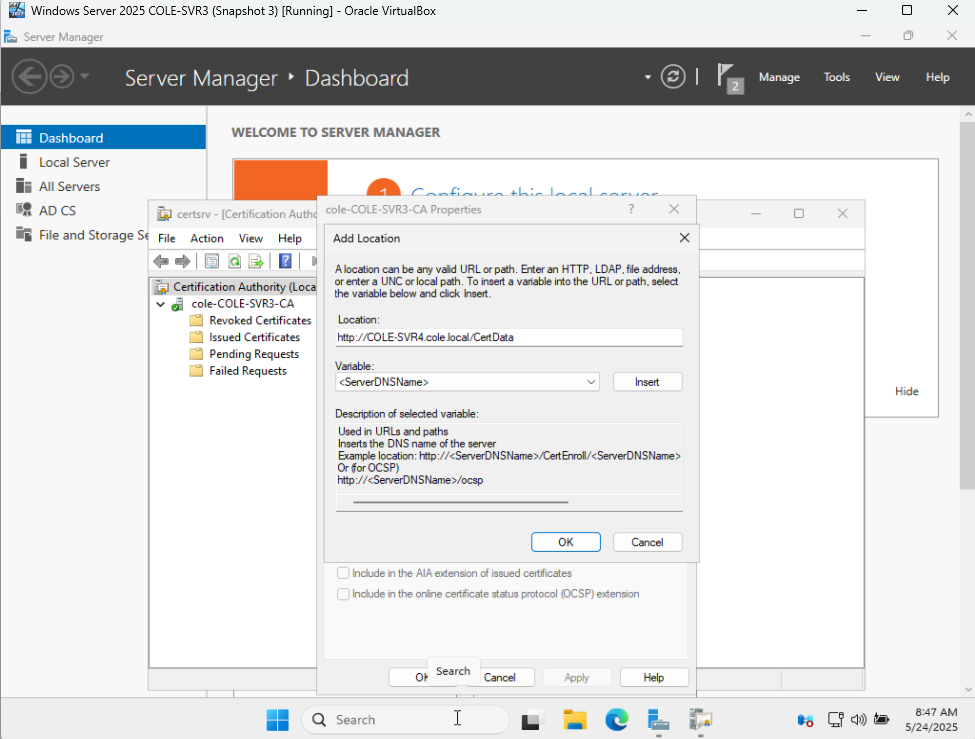 Windows Server 2025 COLE-SVR3 (Snapshot 3) [Running] - Oracle VirtualBox
Server Manager
Server Manager ‣ Dashboard
2
Manage
Tools
View
Help
Dashboard
Local Server
All Servers
AD CS
File and Storage Se
WELCOME TO SERVER MANAGER
1
Configure this local server
Hide
certsrv - [Certification Autho
File
Action
View
Help
Certification Authority (Loca
cole-COLE-SVR3-CA
Revoked Certificates
Issued Certificates
Pending Requests
Failed Requests
cole-COLE-SVR3-CA Properties
Add Location
A location can be any valid URL or path. Enter an HTTP, LDAP, file address,
or enter a UNC or local path. To insert a variable into the URL or path, select
the variable below and click Insert.
Location:
http://COLE-SVR4.cole.local/CertData
Variable:
<ServerDNSName>
Insert
Description of selected variable:
Used in URLs and paths
Inserts the DNS name of the server
Example location: http://<ServerDNSName>/CertEnroll/<ServerDNSName>
Or (for OCSP)
http://<ServerDNSName>/ocsp
OK
Cancel
Include in the AIA extension of issued certificates
Include in the online certificate status protocol (OCSP) extension
OK
Cancel
Apply
Help
Search
Search
8:47 AM
5/24/2025